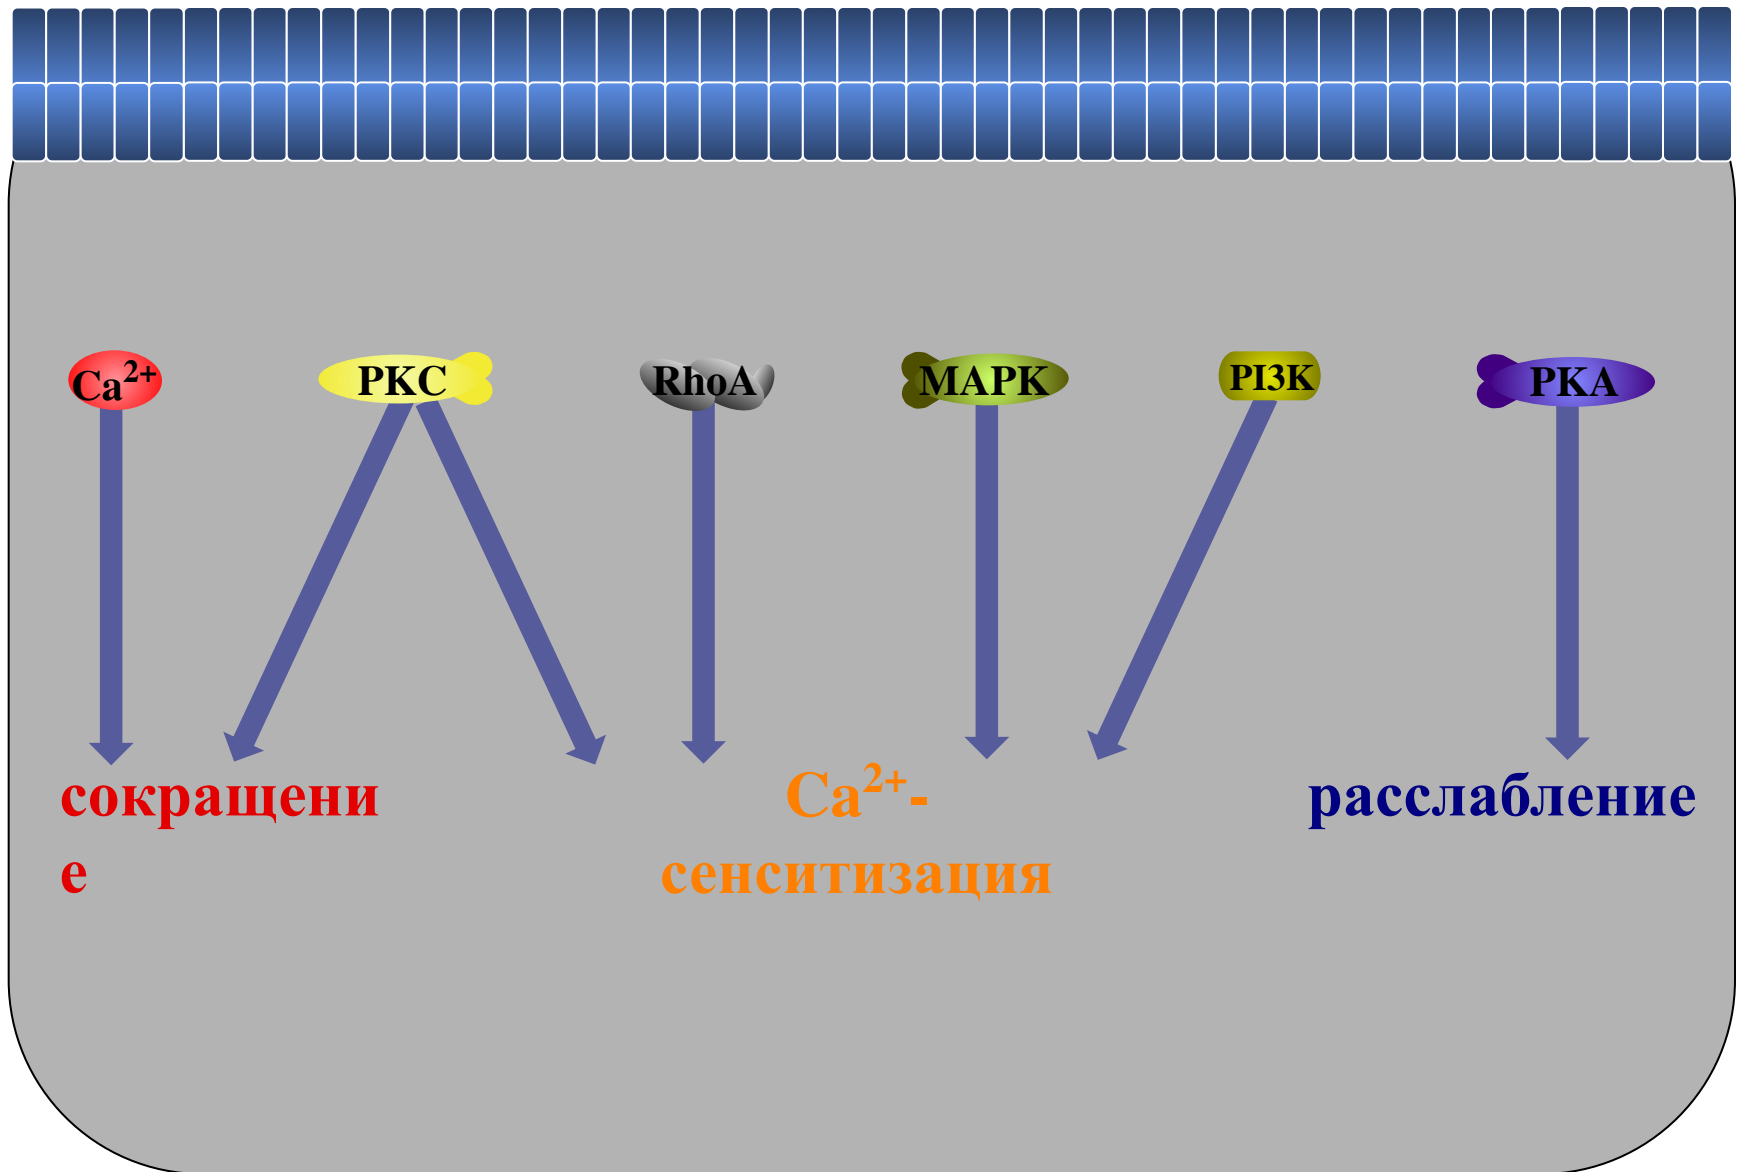 Ca²⁺ PKC RhoA MAPK PI3K PKA
сокращени Ca²⁺- расслабление
е сенситизация